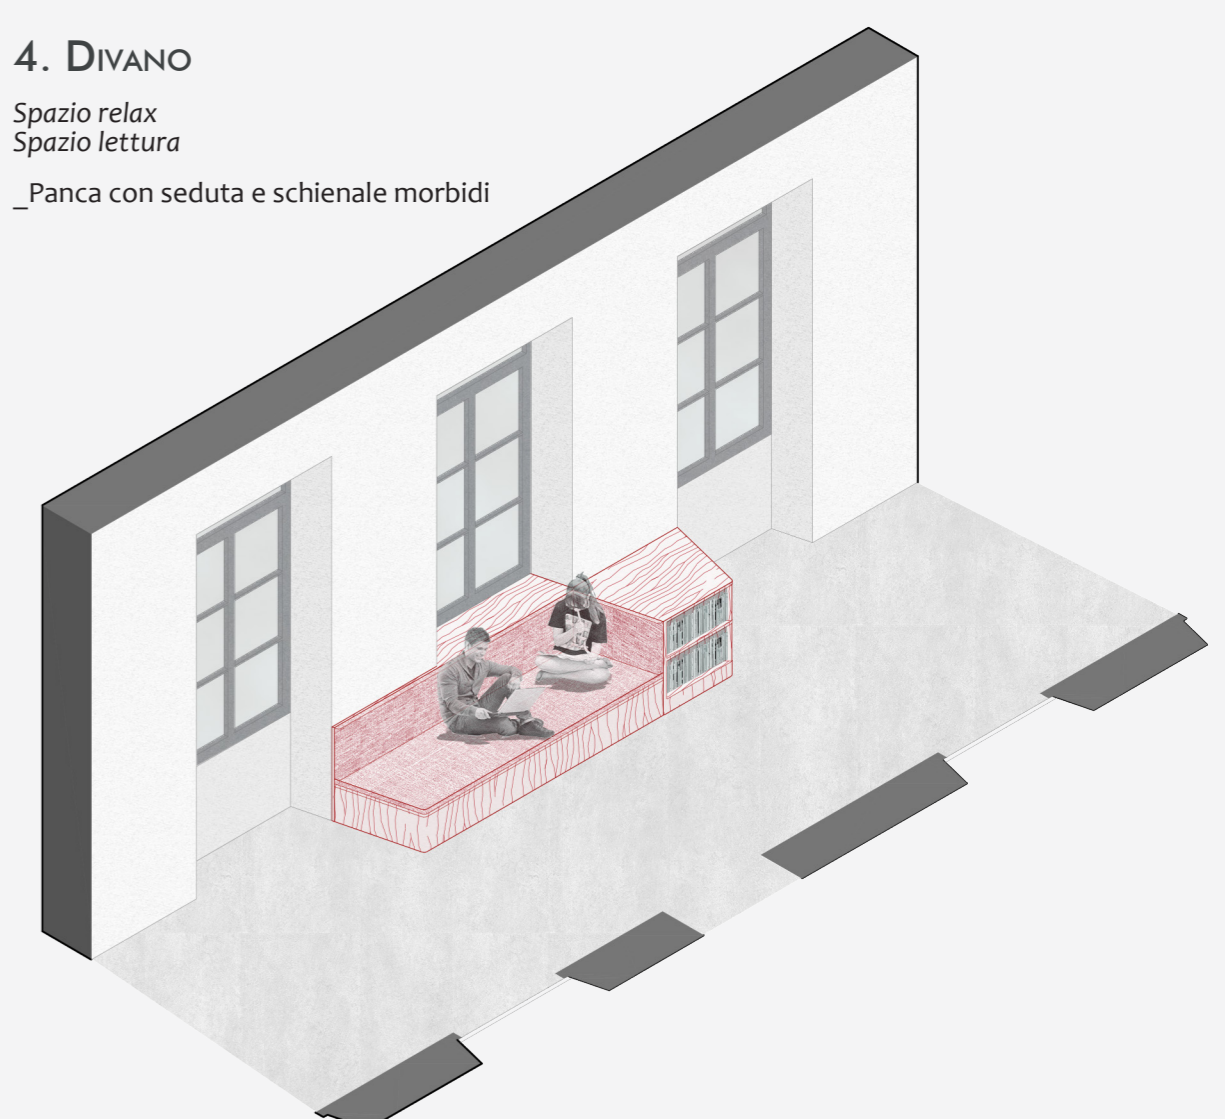 4. Divano
Spazio relax
Spazio lettura
_Panca con seduta e schienale morbidi